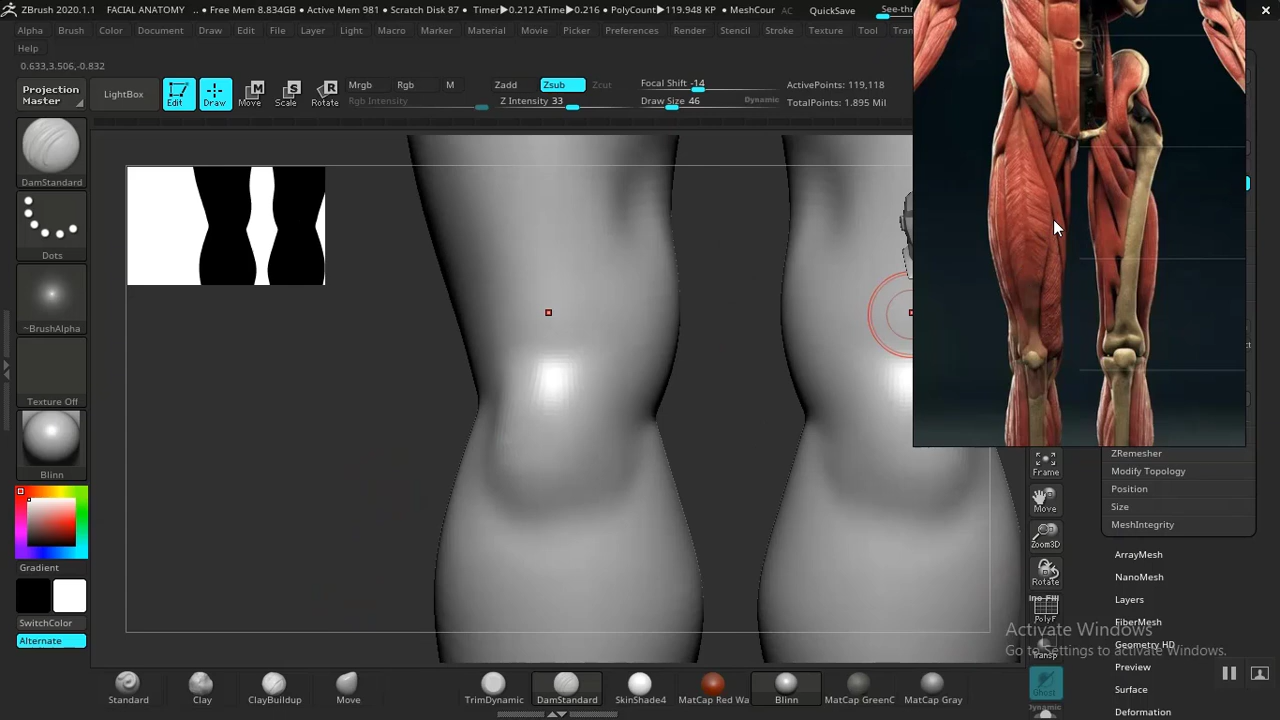 ZBrush 2020.1.1 FACIAL ANATOMY .. • Free Mem 8.834GB • Active Mem 981 • Scratch Disk 87 • Timer▶0.212 ATime▶0.216 • PolyCount▶119.948 KP • MeshCour AC QuickSave See-thr
Alpha Brush Color Document Draw Edit File Layer Light Macro Marker Material Movie Picker Preferences Render Stencil Stroke Texture Tool Tran
Help
0.633,3.506,-0.832
Projection Master
LightBox
Edit Draw Move Scale Rotate
Mrgb Rgb M
Rgb Intensity
Zadd Zsub Zcut
Z Intensity 33
Focal Shift -14
Draw Size 46 Dynamic
ActivePoints: 119,118
TotalPoints: 1.895 Mil
DamStandard
Dots
~BrushAlpha
Texture Off
Blinn
Gradient
SwitchColor
Alternate
Frame
Move
Zoom3D
Rotate
PolyF
Transp
Ghost
Dynamic
ZRemesher
Modify Topology
Position
Size
MeshIntegrity
ArrayMesh
NanoMesh
Layers
FiberMesh
Geometry HD
Preview
Surface
Deformation
Activate Windows
Go to Settings to activate Windows.
Standard Clay ClayBuildup Move TrimDynamic DamStandard SkinShade4 MatCap Red Wa Blinn MatCap GreenC MatCap Gray